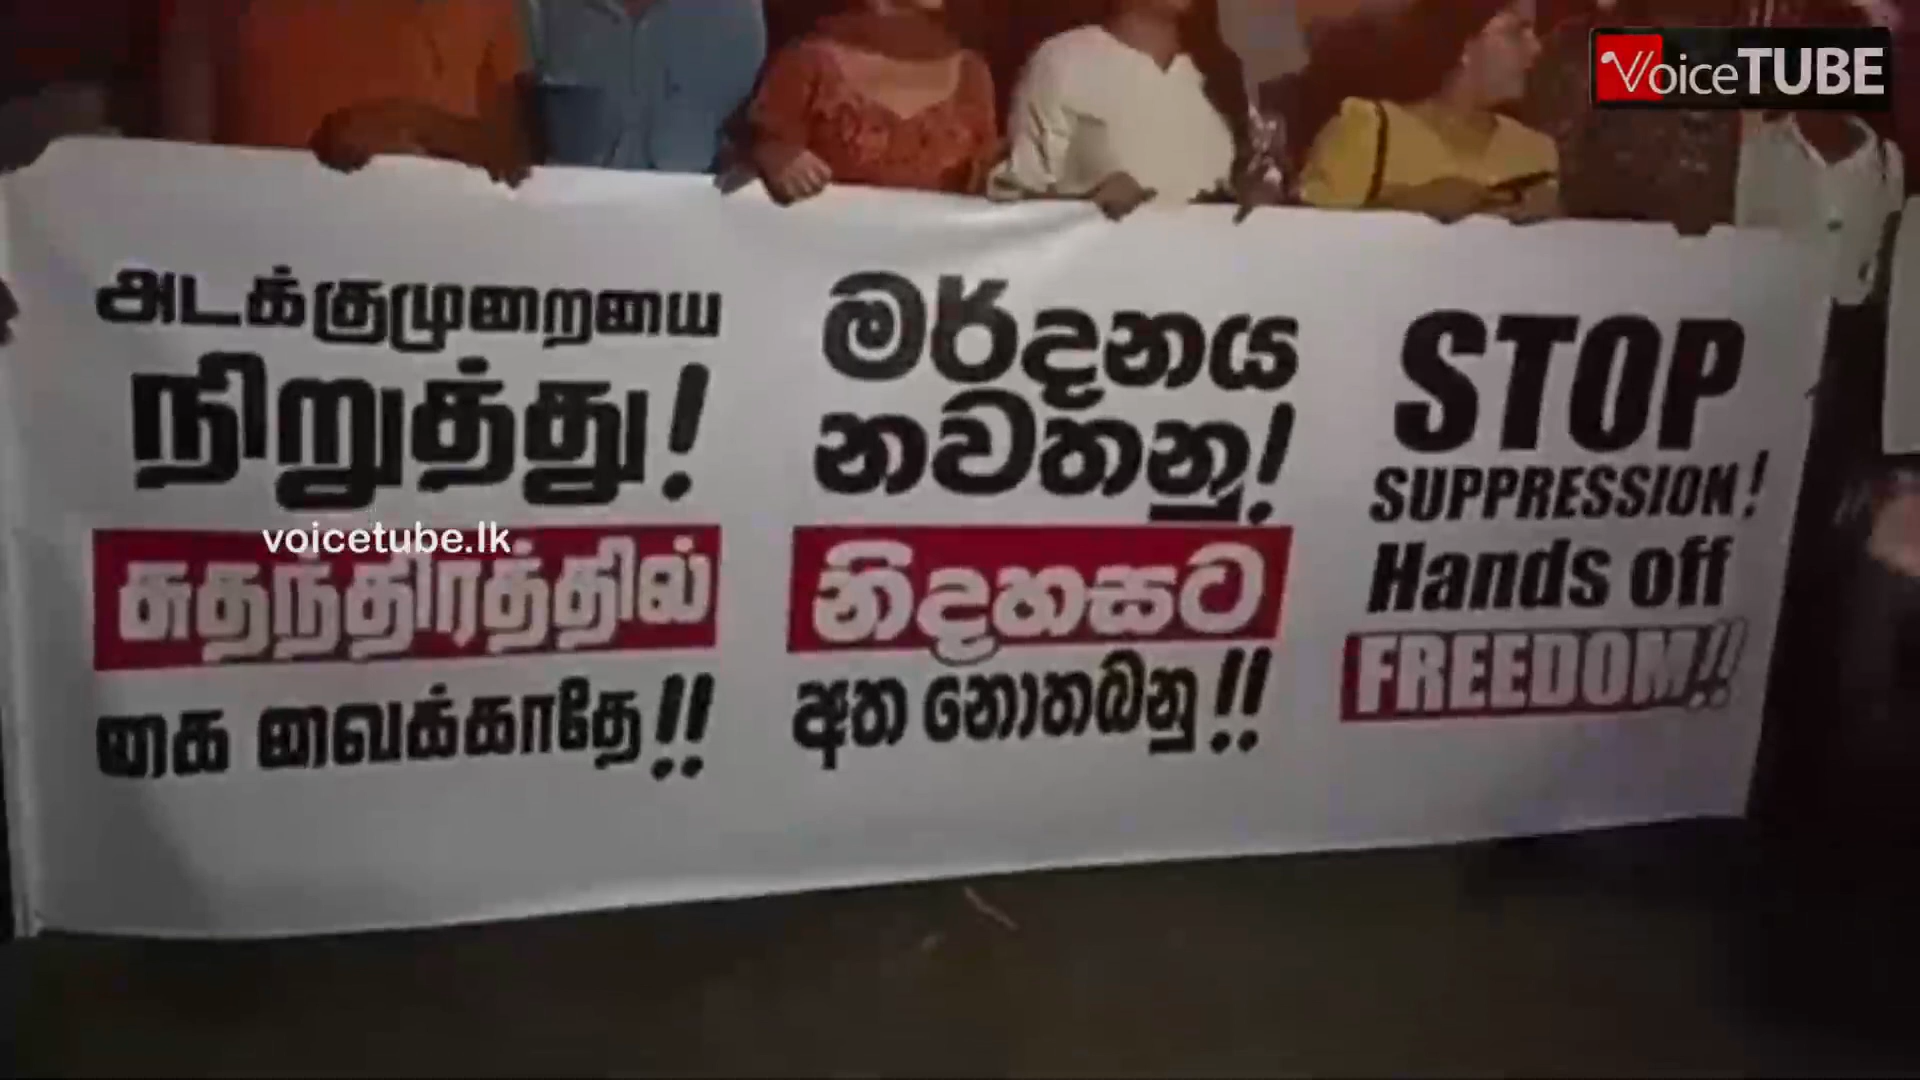 VoiceTUBE
அடக்குமுறையை
நிறுத்து!
voicetube.lk
சுதந்திரத்தில்
கை வைக்காதே!!
මර්දනය
නවතනු!
නිදහසට
අත නොතබනු!!
STOP
SUPPRESSION!
Hands off
FREEDOM!!